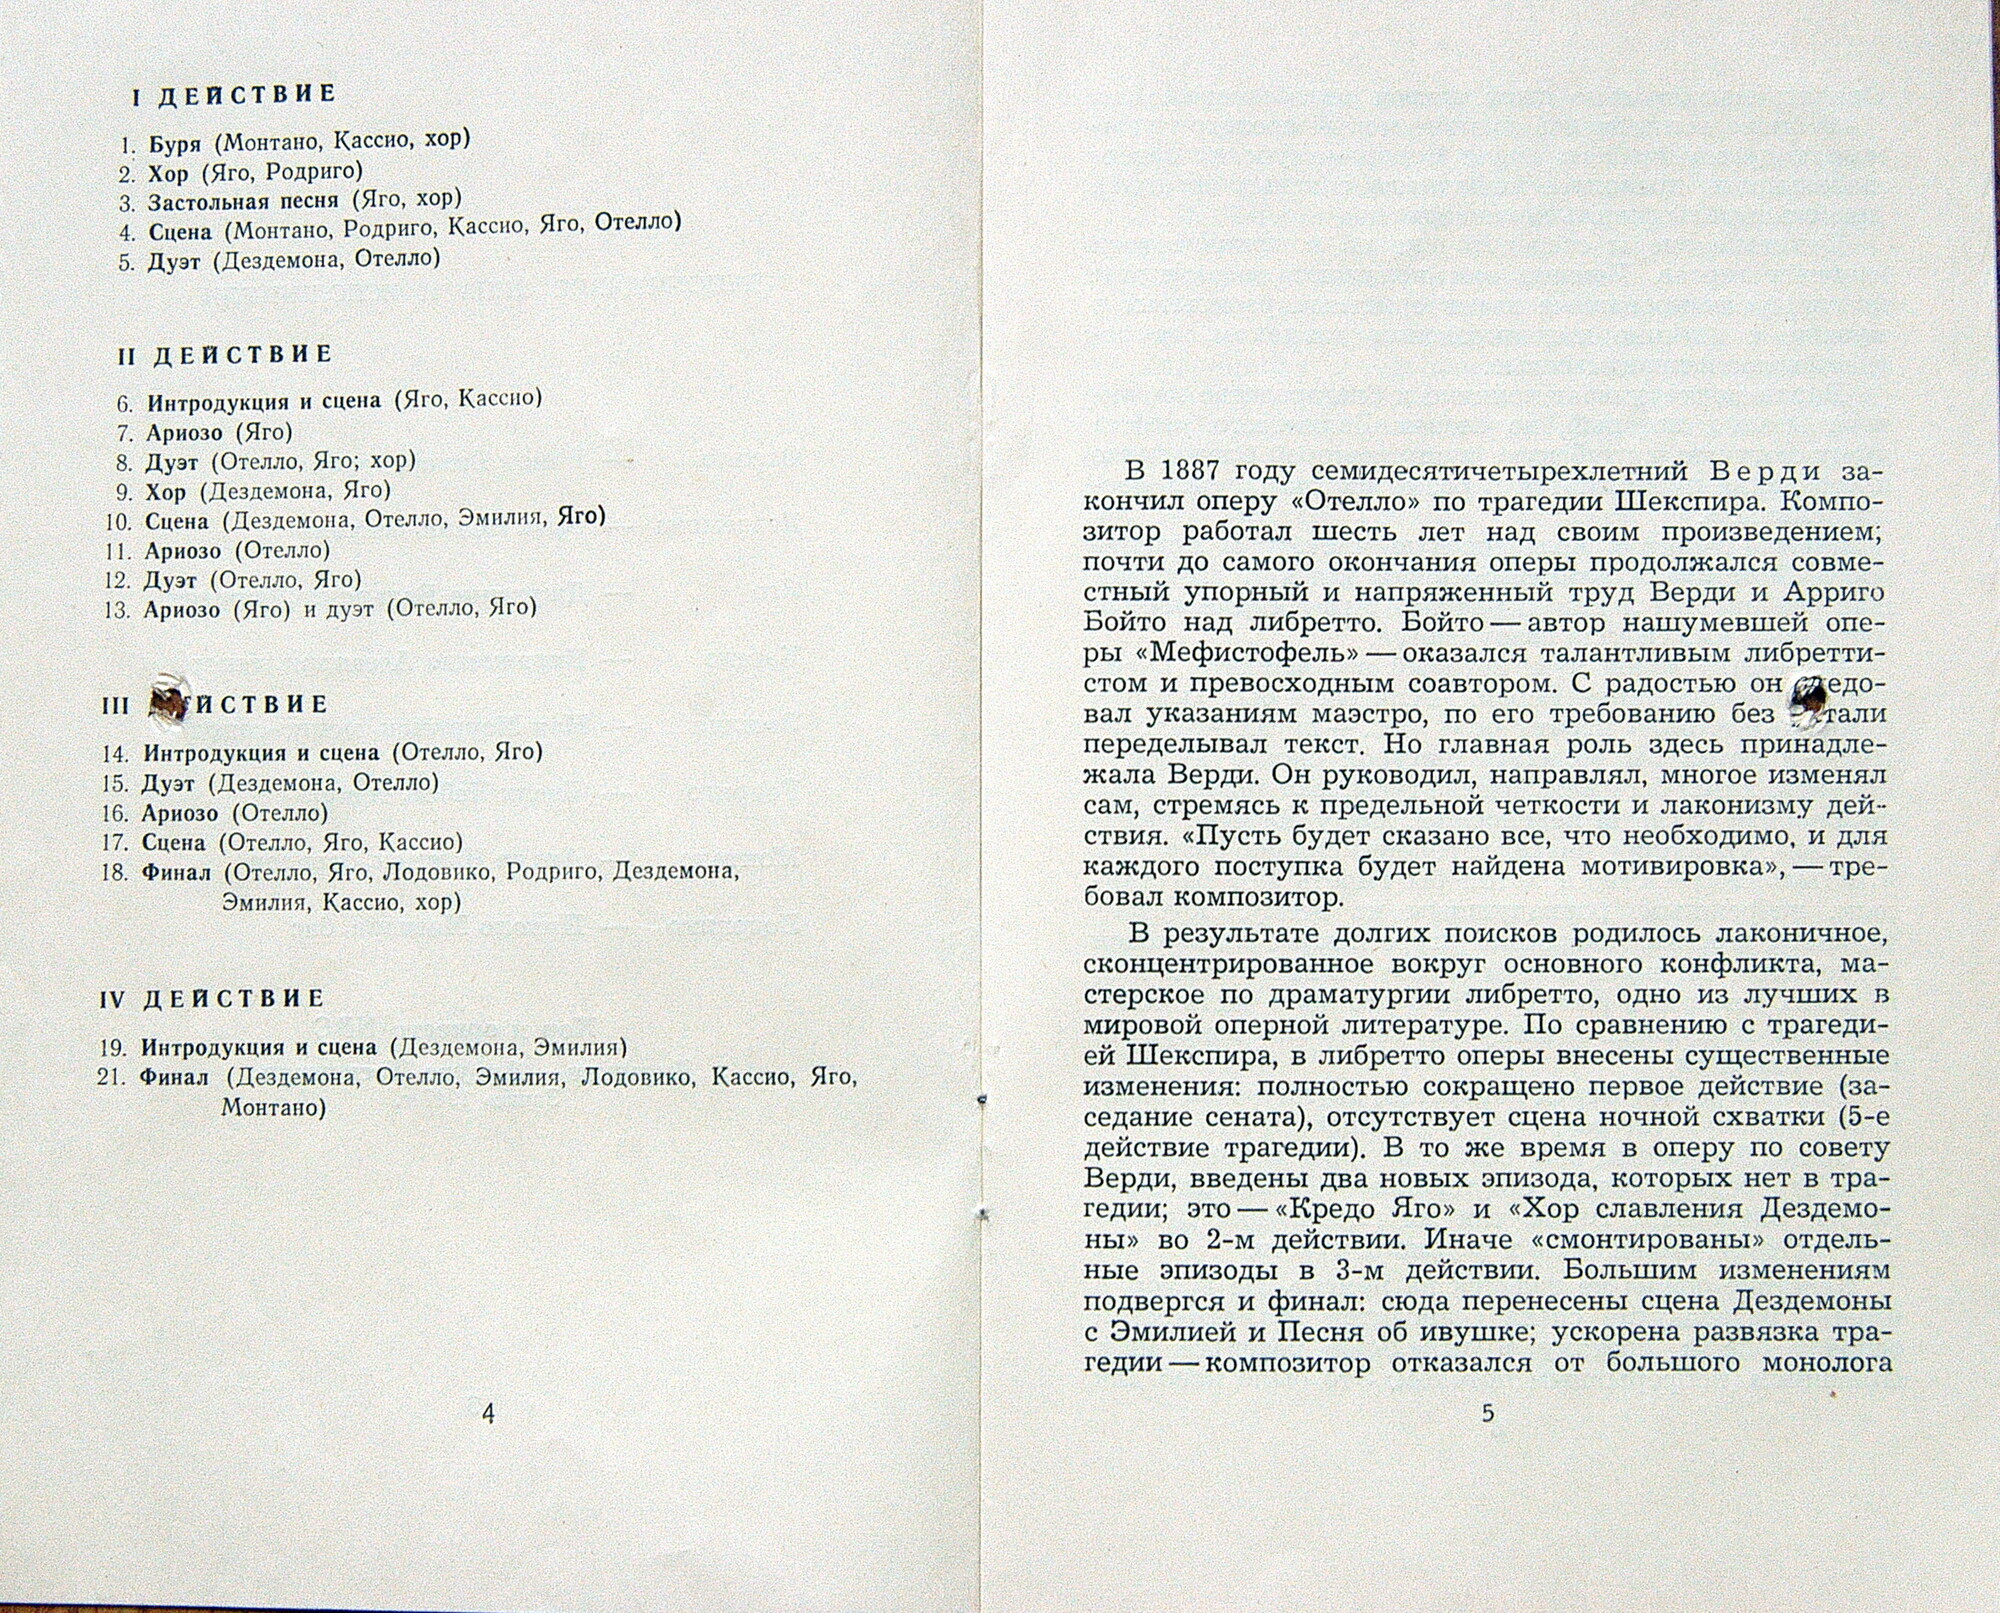 I ДЕЙСТВИЕ
1. Буря (Монтано, Кассио, хор)
2. Хор (Яго, Родриго)
3. Застольная песня (Яго, хор)
4. Сцена (Монтано, Родриго, Кассио, Яго, Отелло)
5. Дуэт (Дездемона, Отелло)
II ДЕЙСТВИЕ
6. Интродукция и сцена (Яго, Кассио)
7. Ариозо (Яго)
8. Дуэт (Отелло, Яго; хор)
9. Хор (Дездемона, Яго)
10. Сцена (Дездемона, Отелло, Эмилия, Яго)
11. Ариозо (Отелло)
12. Дуэт (Отелло, Яго)
13. Ариозо (Яго) и дуэт (Отелло, Яго)
III ЙСТВИЕ
14. Интродукция и сцена (Отелло, Яго)
15. Дуэт (Дездемона, Отелло)
16. Ариозо (Отелло)
17. Сцена (Отелло, Яго, Кассио)
18. Финал (Отелло, Яго, Лодовико, Родриго, Дездемона,
Эмилия, Кассио, хор)
IV ДЕЙСТВИЕ
19. Интродукция и сцена (Дездемона, Эмилия)
21. Финал (Дездемона, Отелло, Эмилия, Лодовико, Кассио, Яго,
Монтано)
4
В 1887 году семидесятичетырехлетний Верди за-
кончил оперу «Отелло» по трагедии Шекспира. Компо-
зитор работал шесть лет над своим произведением;
почти до самого окончания оперы продолжался совме-
стный упорный и напряженный труд Верди и Арриго
Бойто над либретто. Бойто — автор нашумевшей опе-
ры «Мефистофель» — оказался талантливым либретти-
стом и превосходным соавтором. С радостью он едо-
вал указаниям маэстро, по его требованию без тали
переделывал текст. Но главная роль здесь принадле-
жала Верди. Он руководил, направлял, многое изменял
сам, стремясь к предельной четкости и лаконизму дей-
ствия. «Пусть будет сказано все, что необходимо, и для
каждого поступка будет найдена мотивировка», — тре-
бовал композитор.
В результате долгих поисков родилось лаконичное,
сконцентрированное вокруг основного конфликта, ма-
стерское по драматургии либретто, одно из лучших в
мировой оперной литературе. По сравнению с трагеди-
ей Шекспира, в либретто оперы внесены существенные
изменения: полностью сокращено первое действие (за-
седание сената), отсутствует сцена ночной схватки (5-е
действие трагедии). В то же время в оперу по совету
Верди, введены два новых эпизода, которых нет в тра-
гедии; это — «Кредо Яго» и «Хор славления Дездемо-
ны» во 2-м действии. Иначе «смонтированы» отдель-
ные эпизоды в 3-м действии. Большим изменениям
подвергся и финал: сюда перенесены сцена Дездемоны
с Эмилией и Песня об ивушке; ускорена развязка тра-
гедии — композитор отказался от большого монолога
5